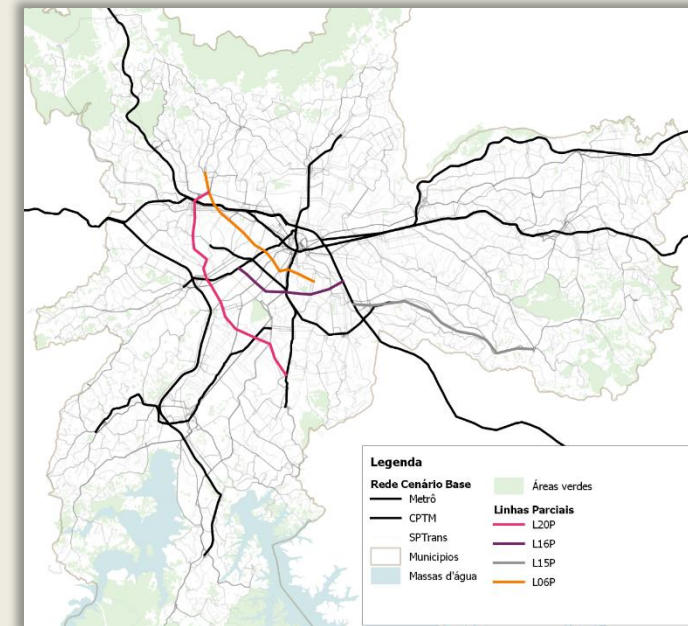 Legenda
Rede Cenário Base
Metrô
CPTM
SPTrans
Municipios
Massas d'água
Áreas verdes
Linhas Parciais
L20P
L16P
L15P
L06P